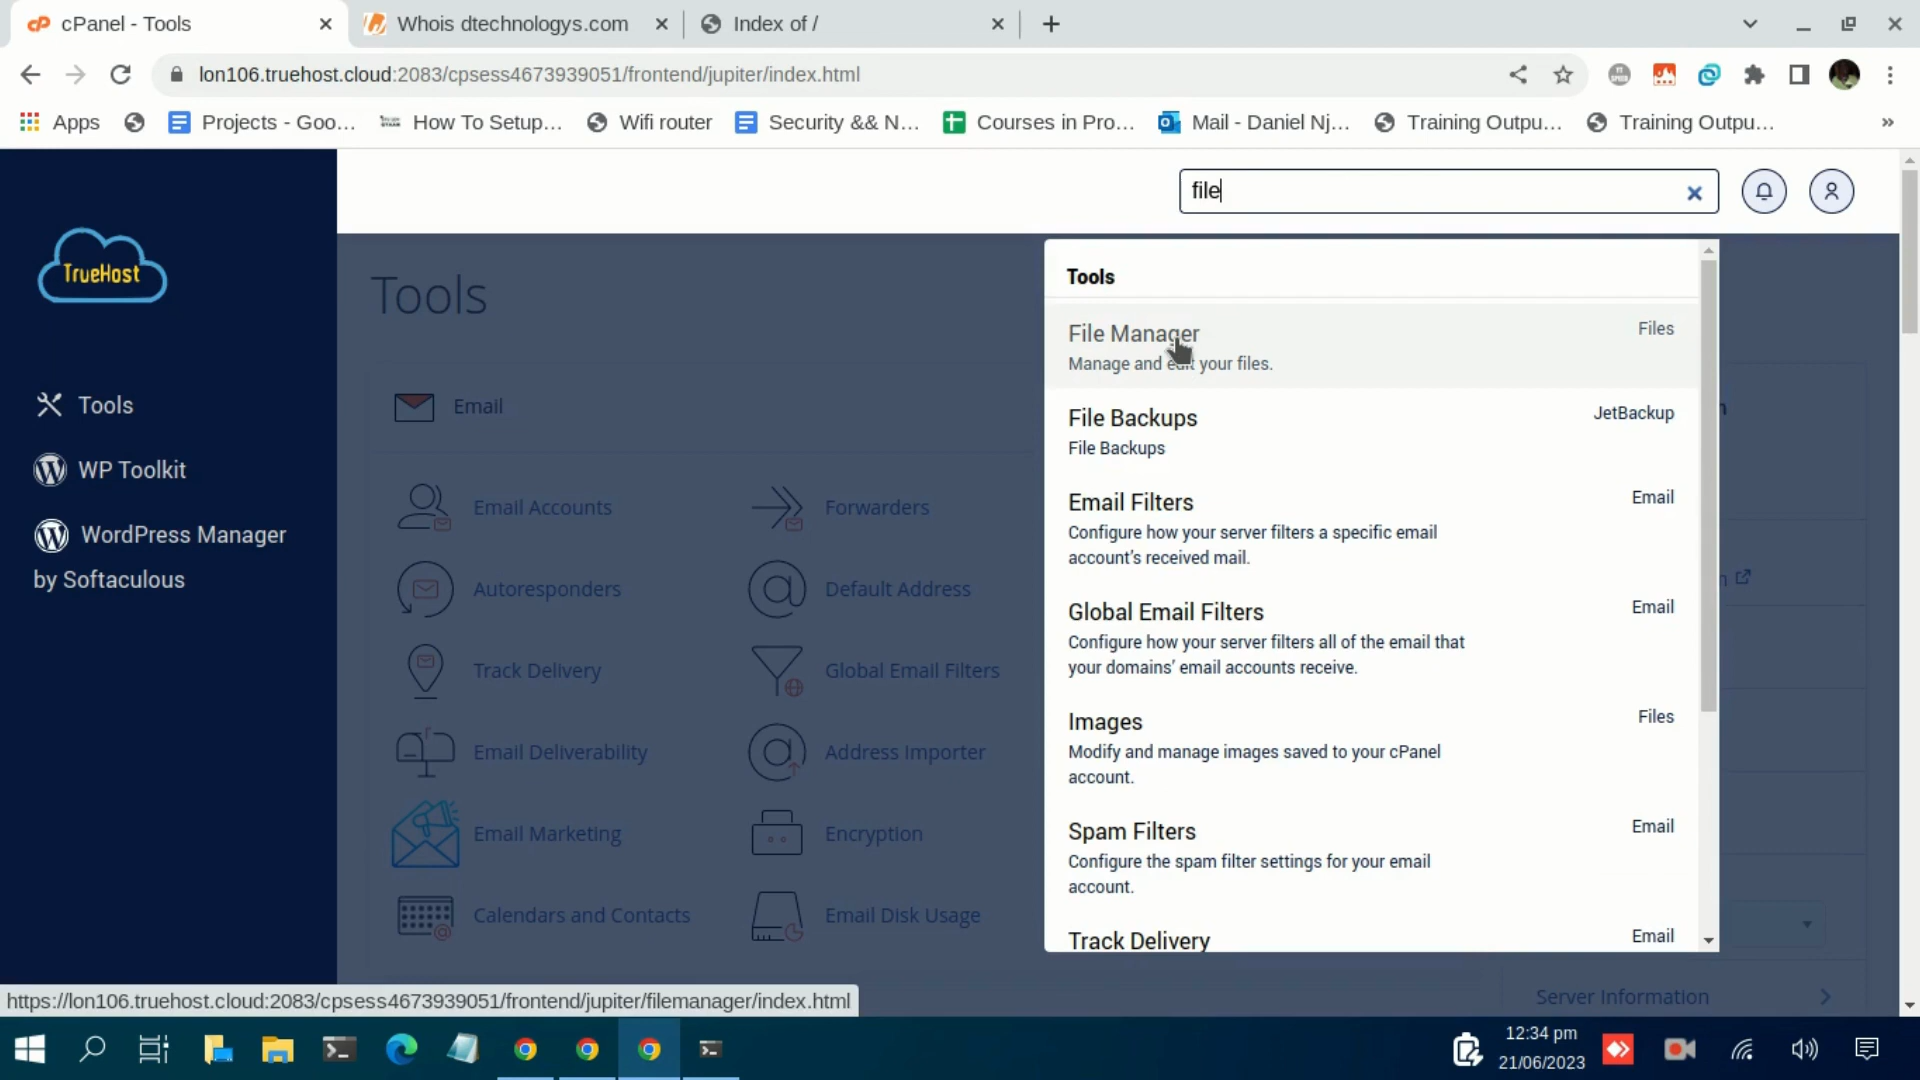 cPanel - Tools
Whois dtechnologys.com
Index of /
lon106.truehost.cloud:2083/cpsess4673939051/frontend/jupiter/index.html
Apps
Projects - Goo...
How To Setup,...
Wifi router
Security && N...
Courses in Pro...
Mail - Daniel Nj...
Training Outpu...
Training Outpu...
»
file
TrueHost
Tools
WP Toolkit
WordPress Manager
by Softaculous
Tools
Email
Email Accounts
Forwarders
Autoresponders
Default Address
Track Delivery
Global Email Filters
Email Deliverability
Address Importer
Email Marketing
Encryption
Calendars and Contacts
Email Disk Usage
Tools
File Manager
Files
Manage and edit your files.
File Backups
JetBackup
File Backups
Email Filters
Email
Configure how your server filters a specific email
account's received mail.
Global Email Filters
Email
Configure how your server filters all of the email that
your domains' email accounts receive.
Images
Files
Modify and manage images saved to your cPanel
account.
Spam Filters
Email
Configure the spam filter settings for your email
account.
Track Delivery
Email
Server Information
https://lon106.truehost.cloud:2083/cpsess4673939051/frontend/jupiter/filemanager/index.html
12:34 pm
21/06/2023